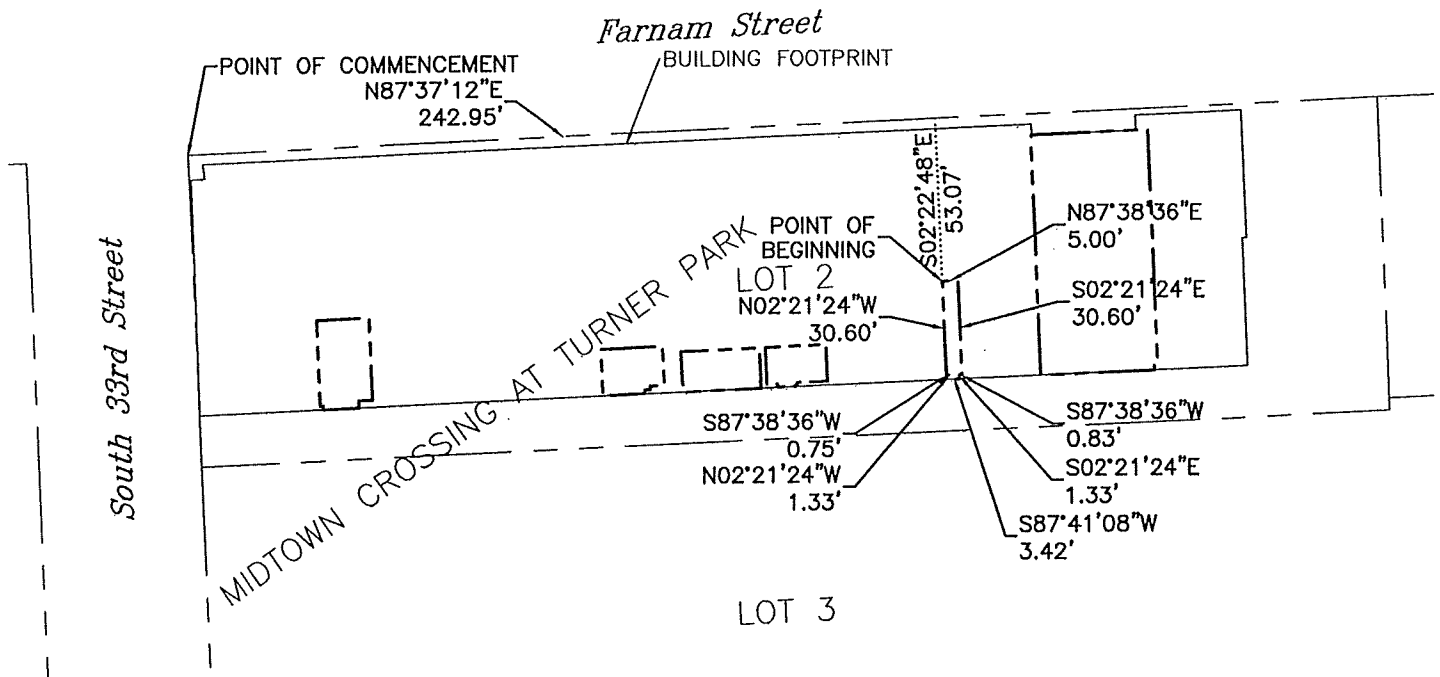 Farnam Street
BUILDING FOOTPRINT
POINT OF COMMENCEMENT
N87°37'12"E
242.95'
S02°22'48"E
53.07'
POINT OF
BEGINNING
N87°38'36"E
5.00'
LOT 2
N02°21'24"W
30.60'
S02°21'24"E
30.60'
South 33rd Street
MIDTOWN CROSSING AT TURNER PARK
S87°38'36"W
0.75'
N02°21'24"W
1.33'
S87°38'36"W
0.83'
S02°21'24"E
1.33'
S87°41'08"W
3.42'
LOT 3